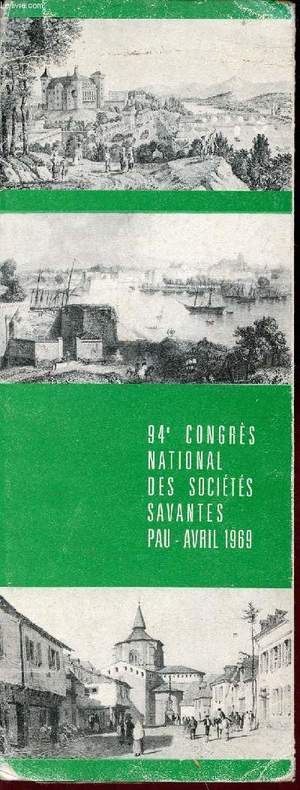 94e CONGRÈS
NATIONAL
DES SOCIÉTÉS
SAVANTES
PAU - AVRIL 1969